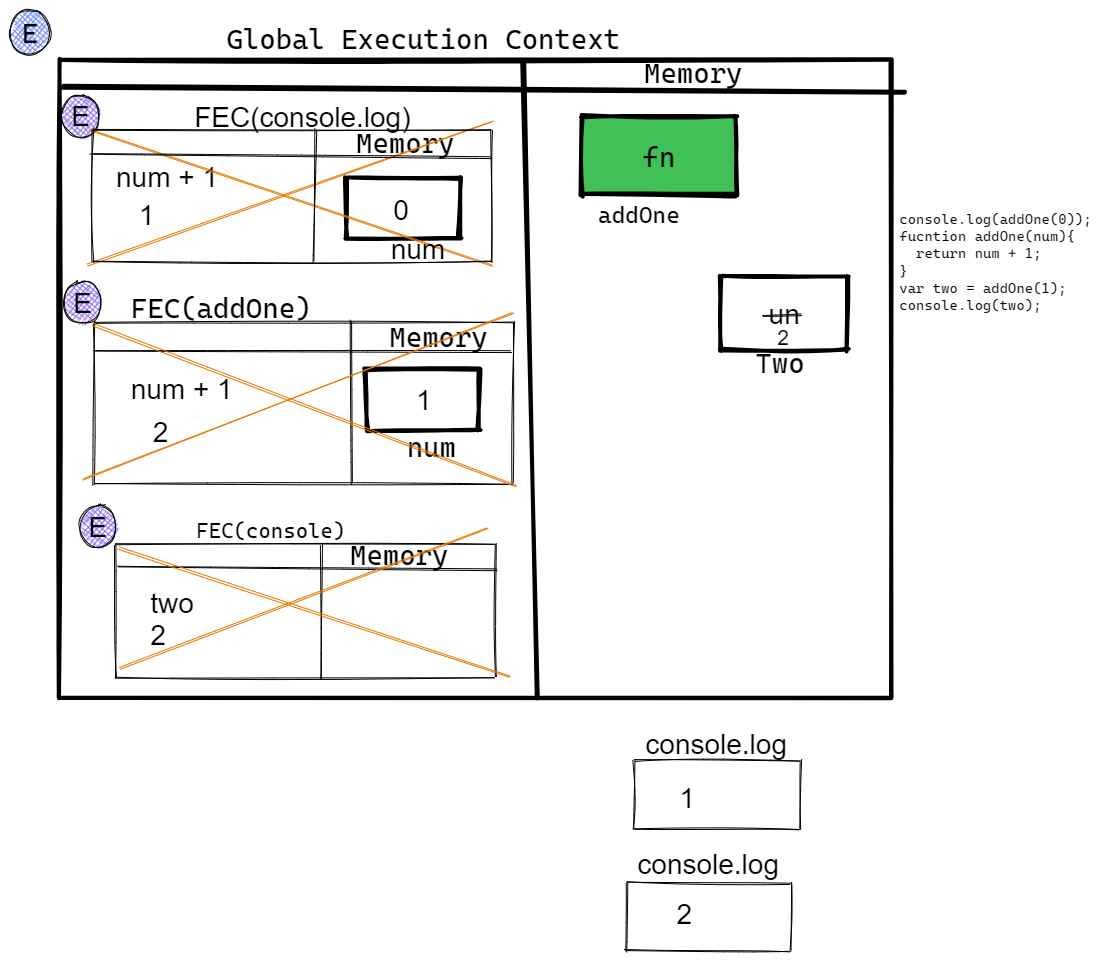 E
Global Execution Context
Memory
E
FEC(console.log)
Memory
num + 1
1
0
num
fn
addOne
console.log(addOne(0));
fucntion addOne(num){
return num + 1;
}
var two = addOne(1);
console.log(two);
un
2
Two
E
FEC(addOne)
Memory
num + 1
2
1
num
E
FEC(console)
Memory
two
2
console.log
1
console.log
2